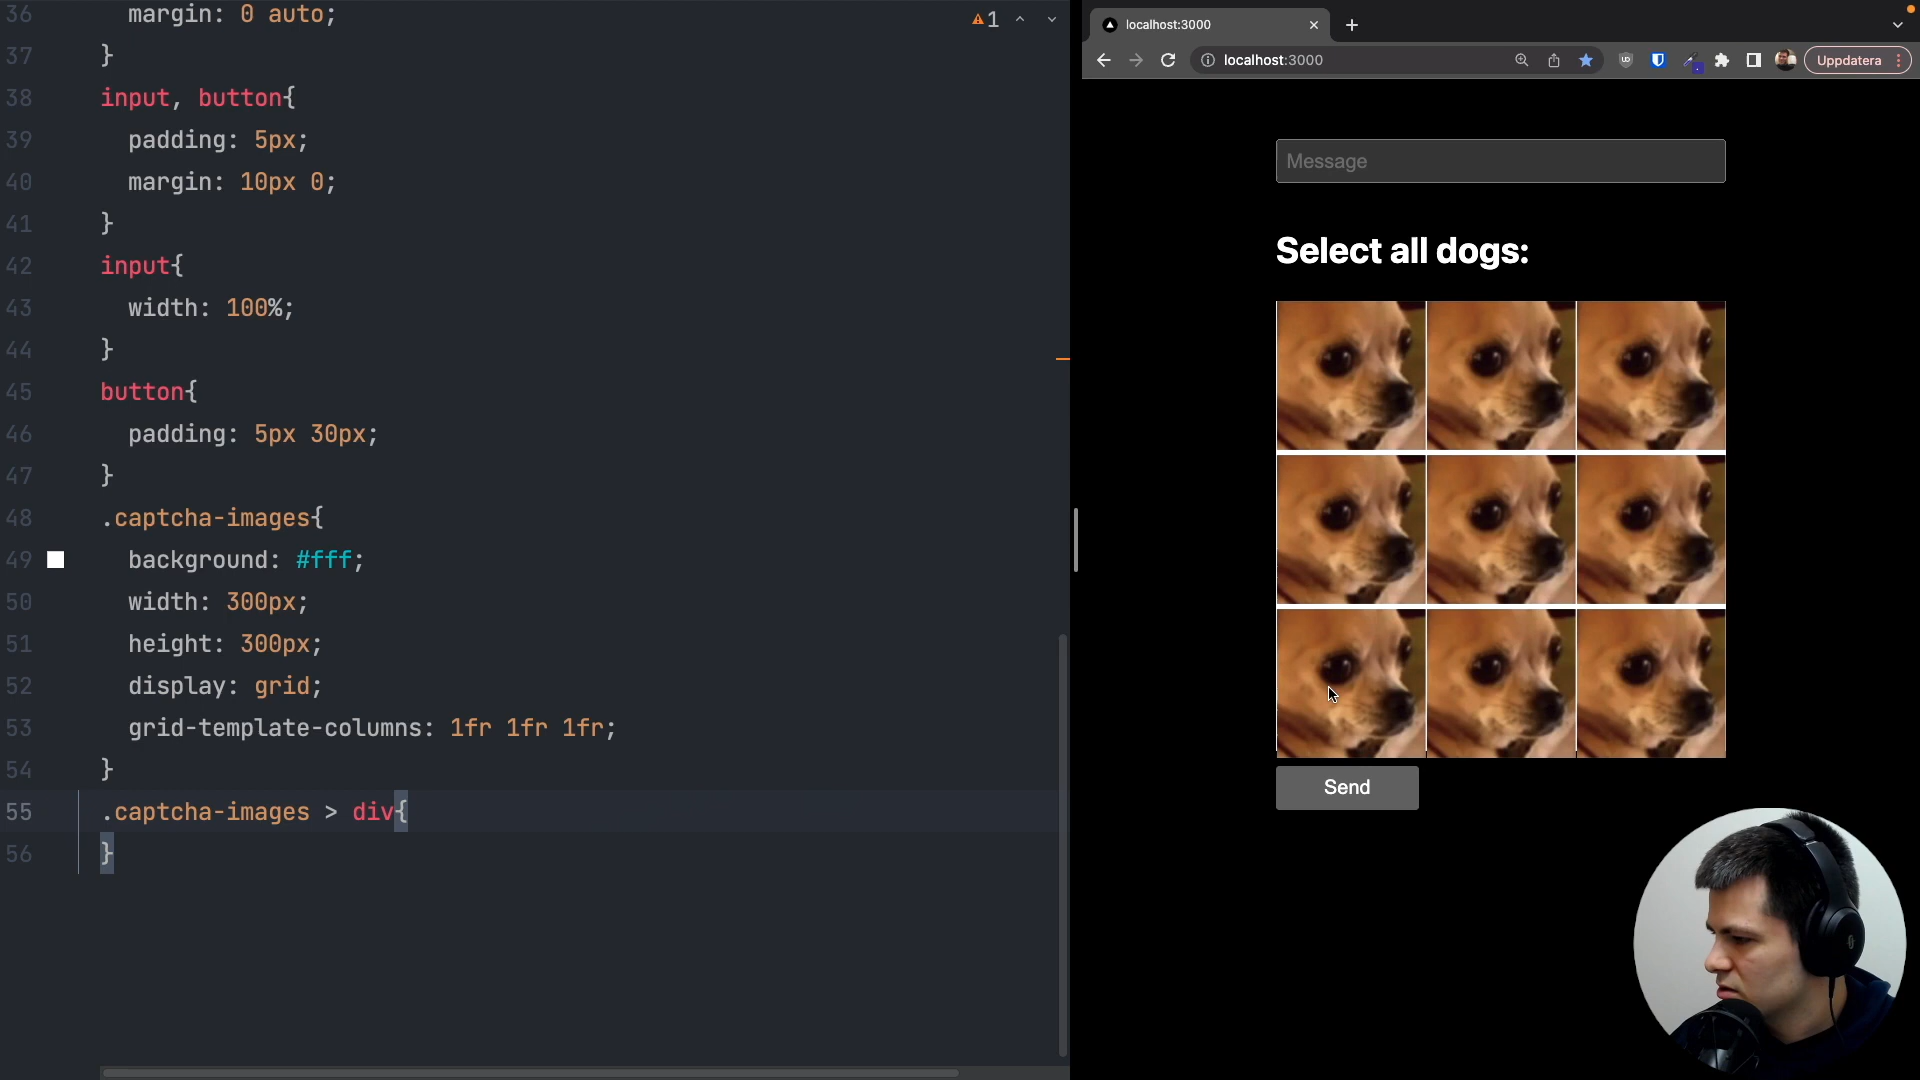 36 margin: 0 auto;
37 }
38 input, button{
39 padding: 5px;
40 margin: 10px 0;
41 }
42 input{
43 width: 100%;
44 }
45 button{
46 padding: 5px 30px;
47 }
48 .captcha-images{
49 background: #fff;
50 width: 300px;
51 height: 300px;
52 display: grid;
53 grid-template-columns: 1fr 1fr 1fr;
54 }
55 .captcha-images > div{
56 }
1
localhost:3000
localhost:3000
Uppdatera
Message
Select all dogs:
Send